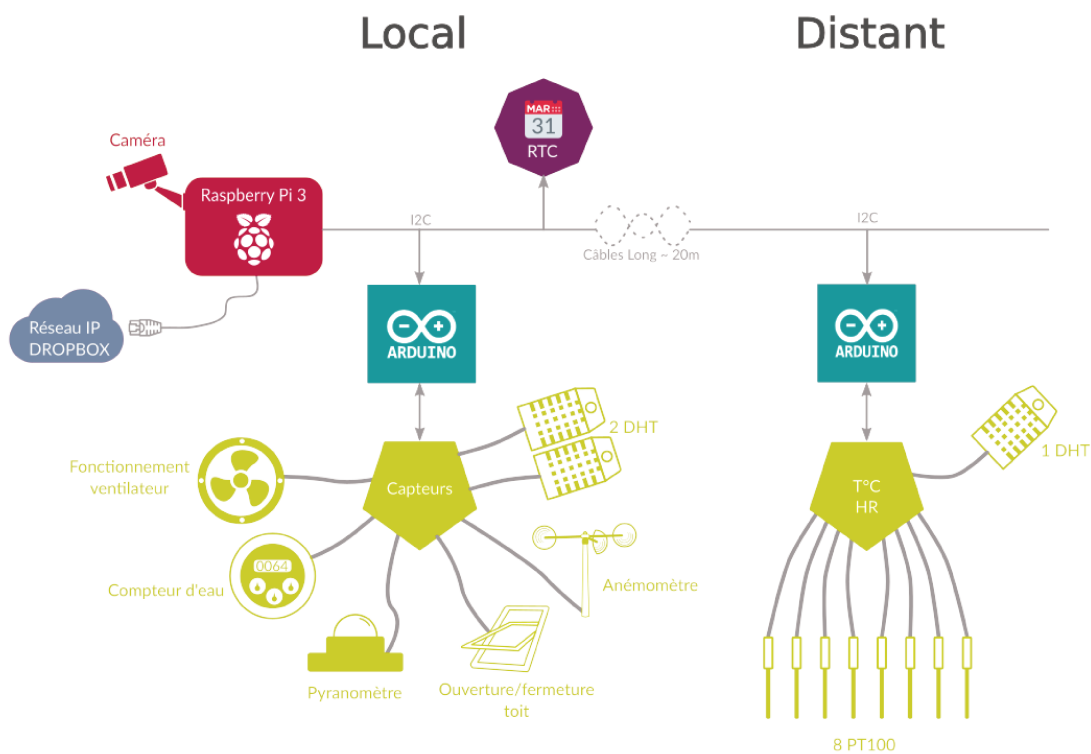 Local
Distant
MAR
31
RTC
Caméra
Raspberry Pi 3
I2C
I2C
Câbles Long ~ 20m
Réseau IP
DROPBOX
ARDUINO
ARDUINO
2 DHT
1 DHT
Fonctionnement
ventilateur
Capteurs
T°C
HR
0064
Compteur d'eau
Anémomètre
Pyranomètre
Ouverture/fermeture
toit
8 PT100